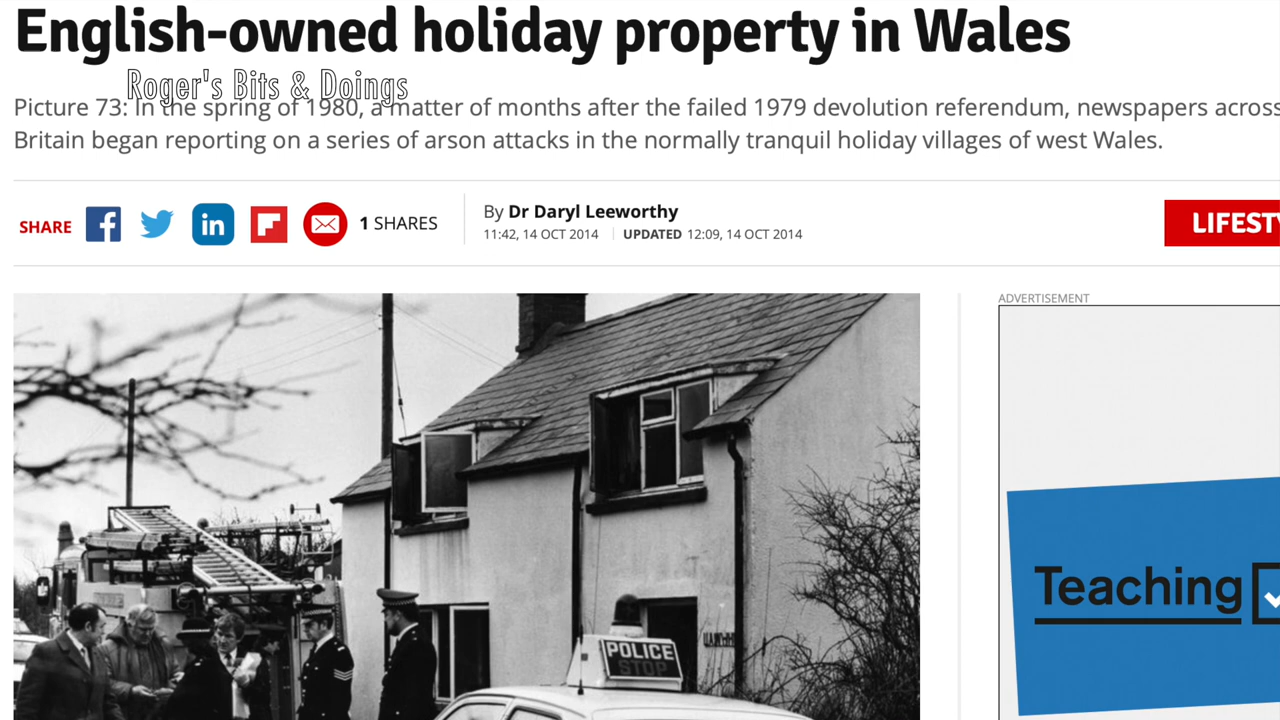 English-owned holiday property in Wales
Roger's Bits & Doings
Picture 73: In the spring of 1980, a matter of months after the failed 1979 devolution referendum, newspapers across
Britain began reporting on a series of arson attacks in the normally tranquil holiday villages of west Wales.
SHARE
in
1 SHARES
By Dr Daryl Leeworthy
11:42, 14 OCT 2014
UPDATED 12:09, 14 OCT 2014
LIFEST
ADVERTISEMENT
Teaching
POLICE
STOP